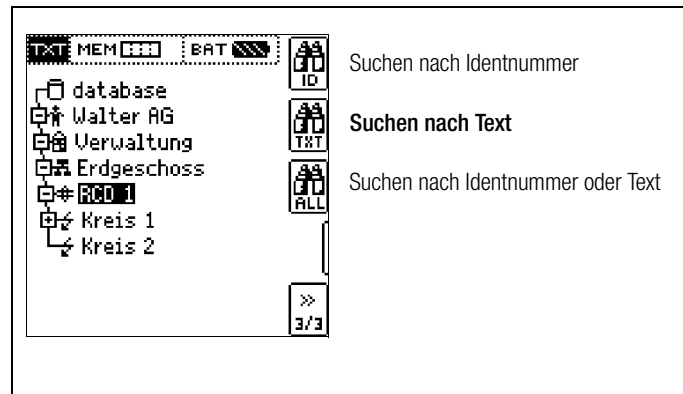 TXT MEM BAT
database
Walter AG
Verwaltung
Erdgeschoss
RCD 1
Kreis 1
Kreis 2
ID
TXT
ALL
»
3/3
Suchen nach Identnummer
Suchen nach Text
Suchen nach Identnummer oder Text